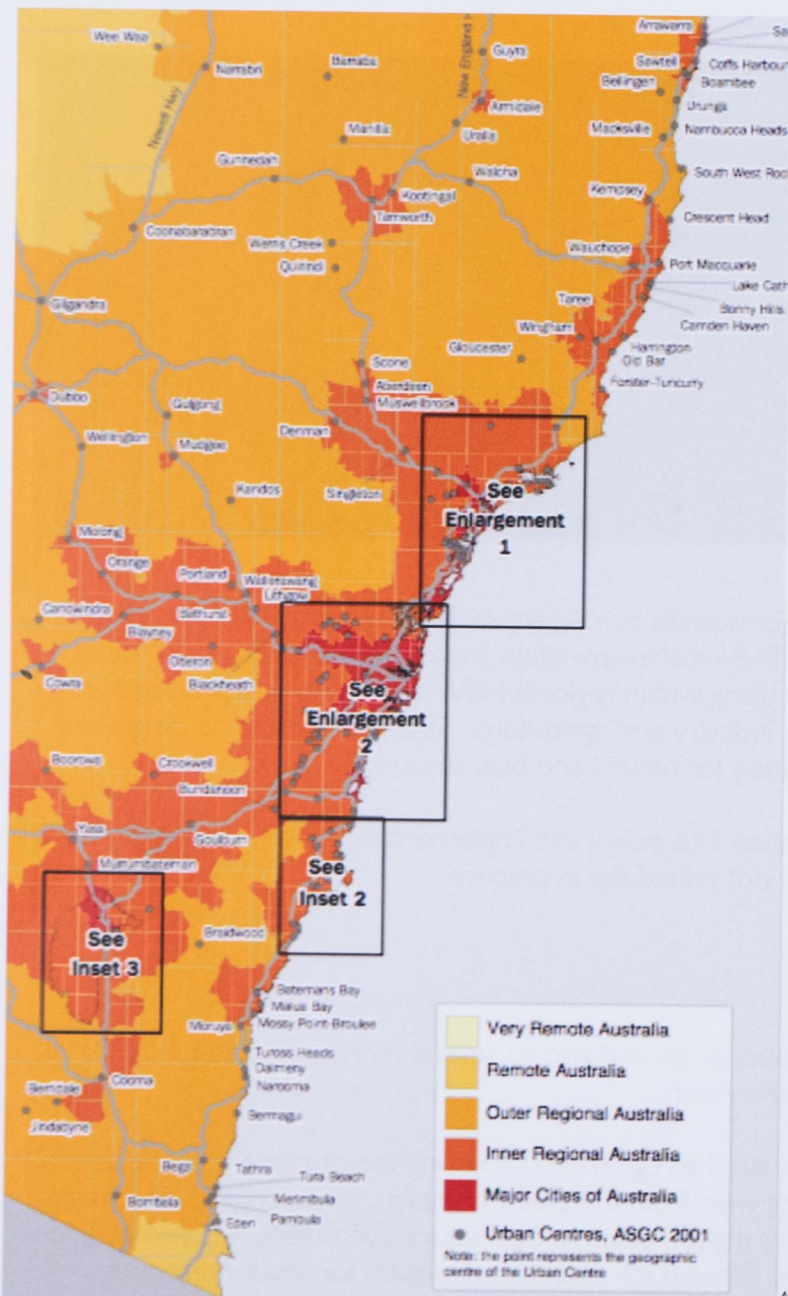 Arrawarra
Wee Waa
Guyra
Sawtell
Coffs Harbour
Narrabri
Barraba
New England
Bellingen
Boambee
Armidale
Urunga
Newell Hwy
Manilla
Uralla
Macksville
Nambucca Heads
Gunnedah
Walcha
South West Roc
Kootingal
Kempsey
Tamworth
Crescent Head
Coonabarabran
Werris Creek
Wauchope
Quirindi
Port Macquarie
Lake Cath
Gilgandra
Taree
Bonny Hills
Wingham
Camden Haven
Gloucester
Harrington
Scone
Old Bar
Aberdeen
Forster-Tuncurry
Dubbo
Gulgong
Muswellbrook
Wellington
Mudgee
Denman
Kandos
Singleton
See
Enlargement
1
Molong
Orange
Portland
Wallerawang
Lithgow
Canowindra
Bathurst
Blayney
Oberon
Cowra
Blackheath
See
Enlargement
2
Boorowa
Crookwell
Bundanoon
Yass
Goulburn
Murrumbateman
See
Inset 2
See
Inset 3
Braidwood
Batemans Bay
Malua Bay
Moruya
Mossy Point-Broulee
Tuross Heads
Dalmeny
Cooma
Narooma
Berridale
Bermagui
Jindabyne
Bega
Tathra
Tura Beach
Bombala
Merimbula
Pambula
Eden
Very Remote Australia
Remote Australia
Outer Regional Australia
Inner Regional Australia
Major Cities of Australia
Urban Centres, ASGC 2001
Note: the point represents the geographic
centre of the Urban Centre